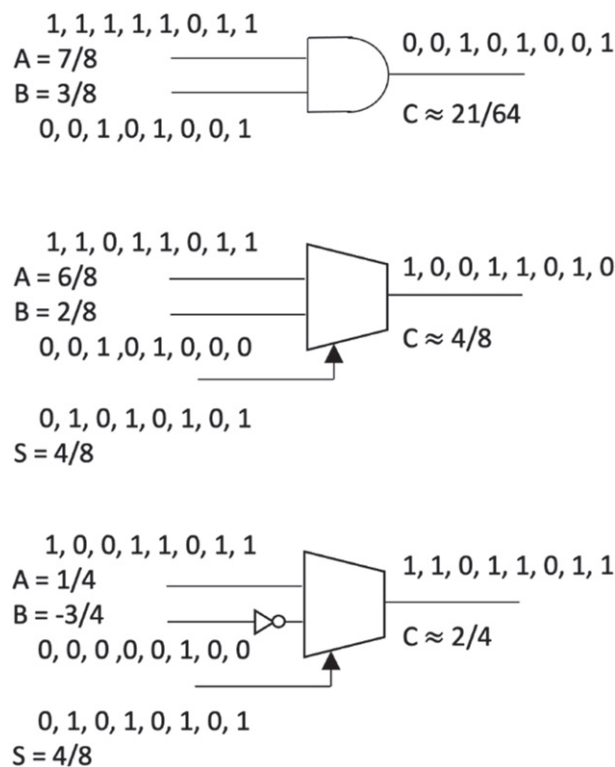 1, 1, 1, 1, 1, 0, 1, 1
A = 7/8
B = 3/8
0, 0, 1 ,0, 1, 0, 0, 1
0, 0, 1, 0, 1, 0, 0, 1
C ≈ 21/64
1, 1, 0, 1, 1, 0, 1, 1
A = 6/8
B = 2/8
0, 0, 1 ,0, 1, 0, 0, 0
1, 0, 0, 1, 1, 0, 1, 0
C ≈ 4/8
0, 1, 0, 1, 0, 1, 0, 1
S = 4/8
1, 0, 0, 1, 1, 0, 1, 1
A = 1/4
B = -3/4
0, 0, 0 ,0, 0, 1, 0, 0
1, 1, 0, 1, 1, 0, 1, 1
C ≈ 2/4
0, 1, 0, 1, 0, 1, 0, 1
S = 4/8